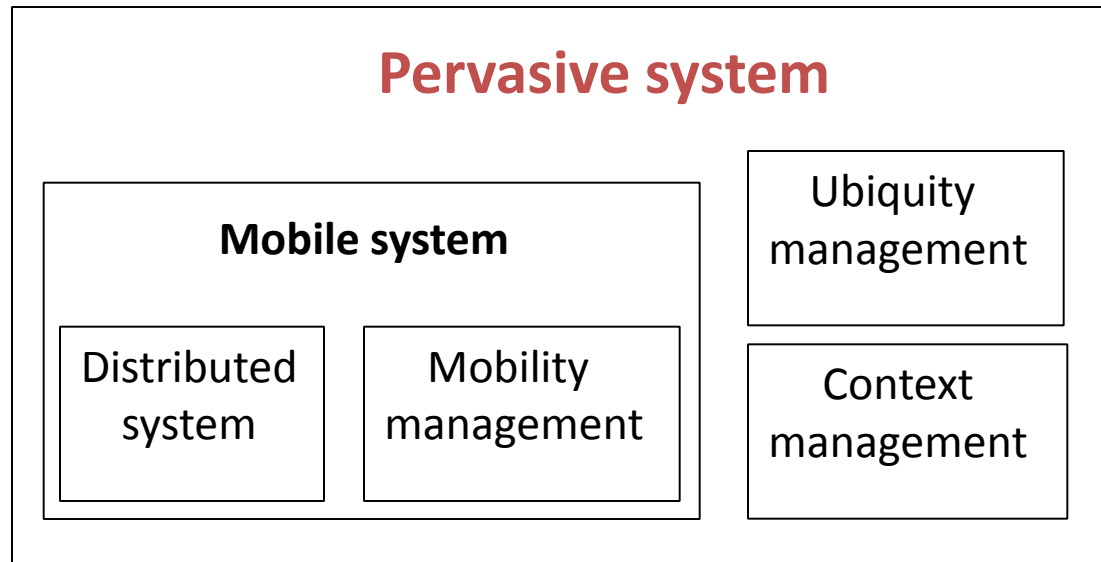 Pervasive system
Mobile system
Distributed
system
Mobility
management
Ubiquity
management
Context
management